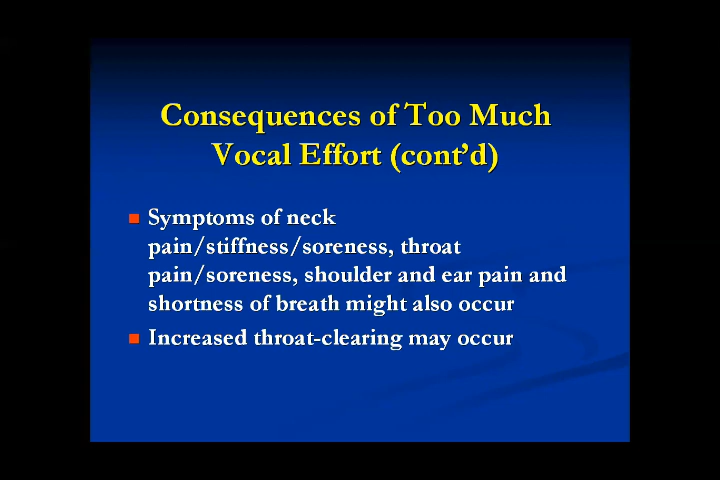 Consequences of Too Much
Vocal Effort (cont’d)
Symptoms of neck
pain/stiffness/soreness, throat
pain/soreness, shoulder and ear pain and
shortness of breath might also occur
Increased throat-clearing may occur